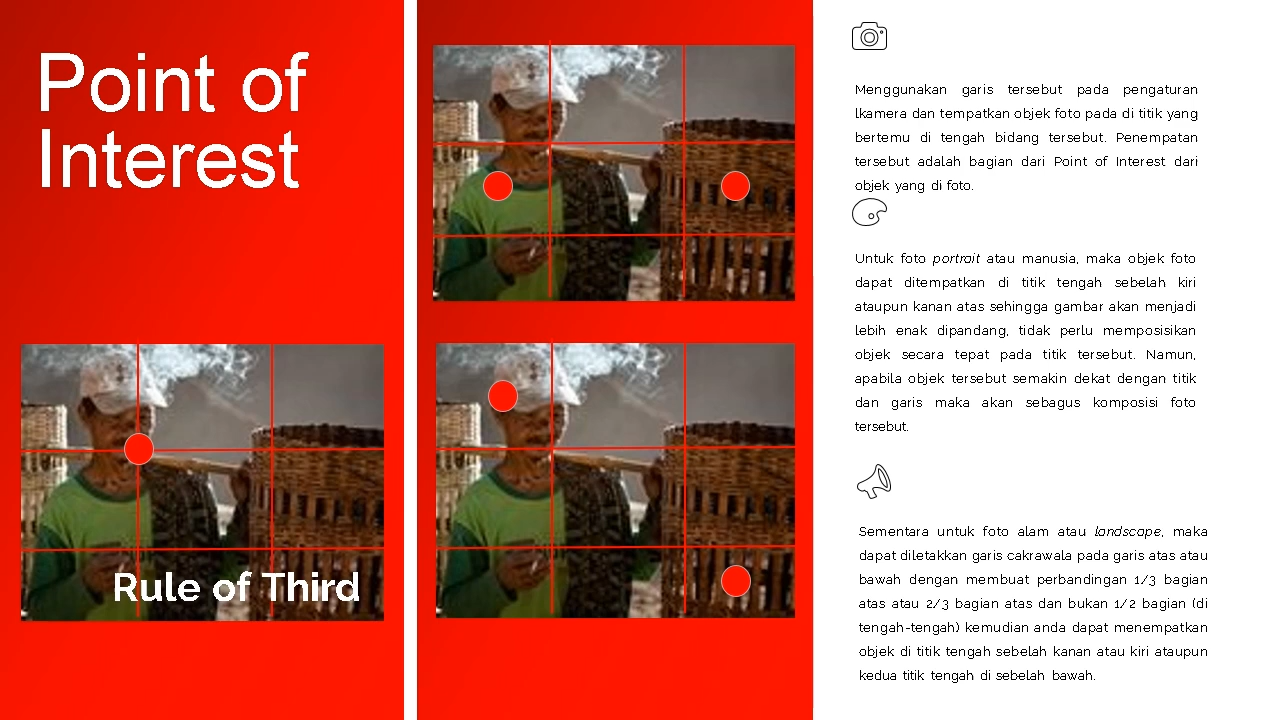 Point of
Interest
Rule of Third
Menggunakan garis tersebut pada pengaturan
lkamera dan tempatkan objek foto pada di titik yang
bertemu di tengah bidang tersebut. Penempatan
tersebut adalah bagian dari Point of Interest dari
objek yang di foto.
Untuk foto portrait atau manusia, maka objek foto
dapat ditempatkan di titik tengah sebelah kiri
ataupun kanan atas sehingga gambar akan menjadi
lebih enak dipandang, tidak perlu memposisikan
objek secara tepat pada titik tersebut. Namun,
apabila objek tersebut semakin dekat dengan titik
dan garis maka akan sebagus komposisi foto
tersebut.
Sementara untuk foto alam atau landscape, maka
dapat diletakkan garis cakrawala pada garis atas atau
bawah dengan membuat perbandingan 1/3 bagian
atas atau 2/3 bagian atas dan bukan 1/2 bagian (di
tengah-tengah) kemudian anda dapat menempatkan
objek di titik tengah sebelah kanan atau kiri ataupun
kedua titik tengah di sebelah bawah.